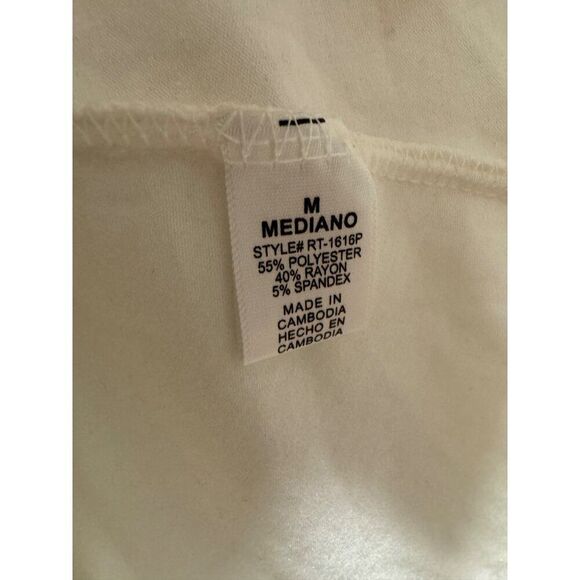 M
MEDIANO
STYLE# RT-1616P
55% POLYESTER
40% RAYON
5% SPANDEX
MADE IN
CAMBODIA
HECHO EN
CAMBODIA